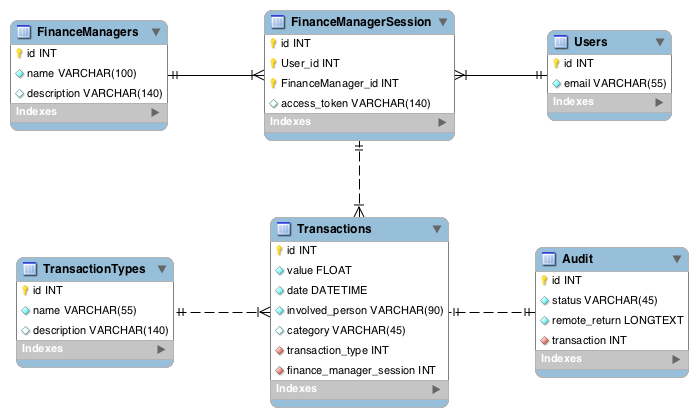 FinanceManagers
id INT
name VARCHAR(100)
description VARCHAR(140)
Indexes
FinanceManagerSession
id INT
User_id INT
FinanceManager_id INT
access_token VARCHAR(140)
Indexes
Users
id INT
email VARCHAR(55)
Indexes
TransactionTypes
id INT
name VARCHAR(55)
description VARCHAR(140)
Indexes
Transactions
id INT
value FLOAT
date DATETIME
involved_person VARCHAR(90)
category VARCHAR(45)
transaction_type INT
finance_manager_session INT
Indexes
Audit
id INT
status VARCHAR(45)
remote_return LONGTEXT
transaction INT
Indexes